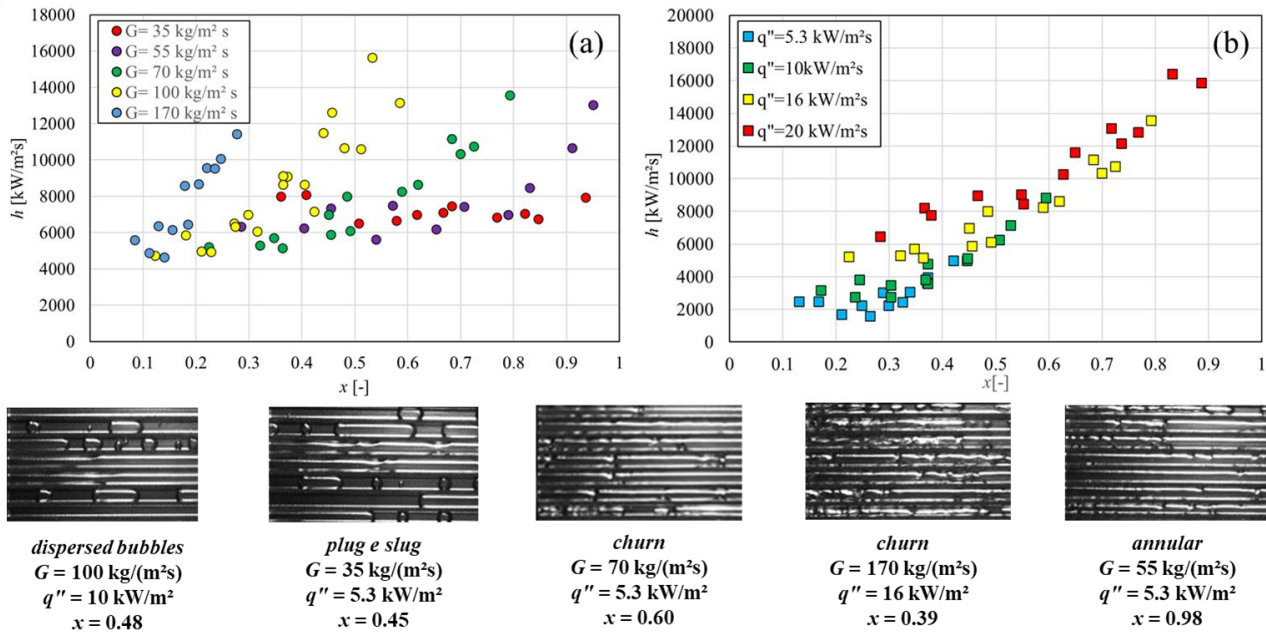 18000
16000
14000
12000
10000
8000
6000
4000
2000
0
h [kW/m²s]
G= 35 kg/m² s
G= 55 kg/m² s
G= 70 kg/m² s
G= 100 kg/m² s
G= 170 kg/m² s
(a)
0 0.1 0.2 0.3 0.4 0.5 0.6 0.7 0.8 0.9 1
x [-]
20000
18000
16000
14000
12000
10000
8000
6000
4000
2000
0
h [kW/m²s]
q"=5.3 kW/m²s
q"=10kW/m²s
q"=16 kW/m²s
q"=20 kW/m²s
(b)
0 0.1 0.2 0.3 0.4 0.5 0.6 0.7 0.8 0.9 1
x[-]
dispersed bubbles
G = 100 kg/(m²s)
q" = 10 kW/m²
x = 0.48
plug e slug
G = 35 kg/(m²s)
q" = 5.3 kW/m²
x = 0.45
churn
G = 70 kg/(m²s)
q" = 5.3 kW/m²
x = 0.60
churn
G = 170 kg/(m²s)
q" = 16 kW/m²
x = 0.39
annular
G = 55 kg/(m²s)
q" = 5.3 kW/m²
x = 0.98